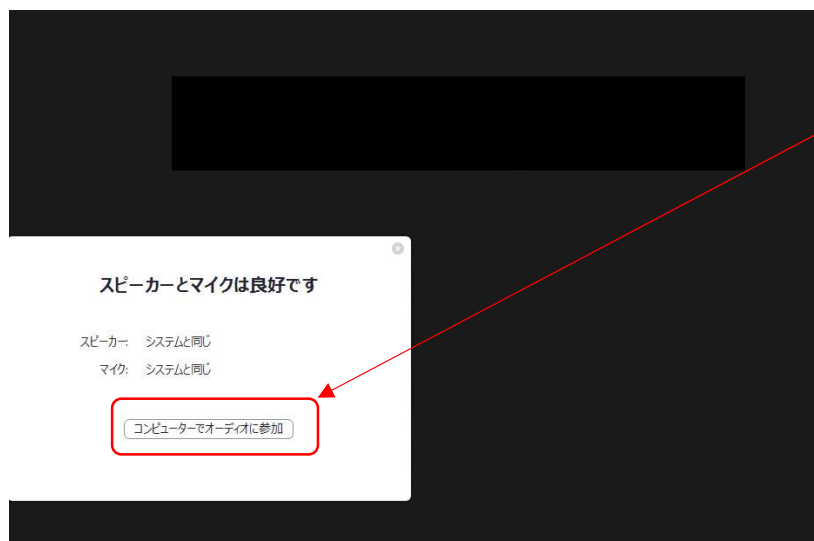 スピーカーとマイクは良好です
スピーカー: システムと同じ
マイク: システムと同じ
コンピューターでオーディオに参加